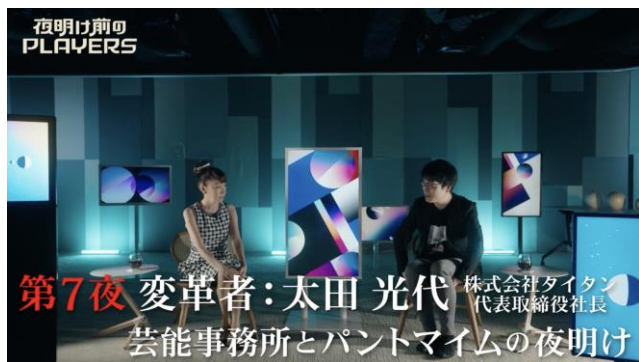 夜明け前の
PLAYERS
第7夜 変革者：太田 光代 株式会社タイタン
代表取締役社長
芸能事務所とパントマイムの夜明け